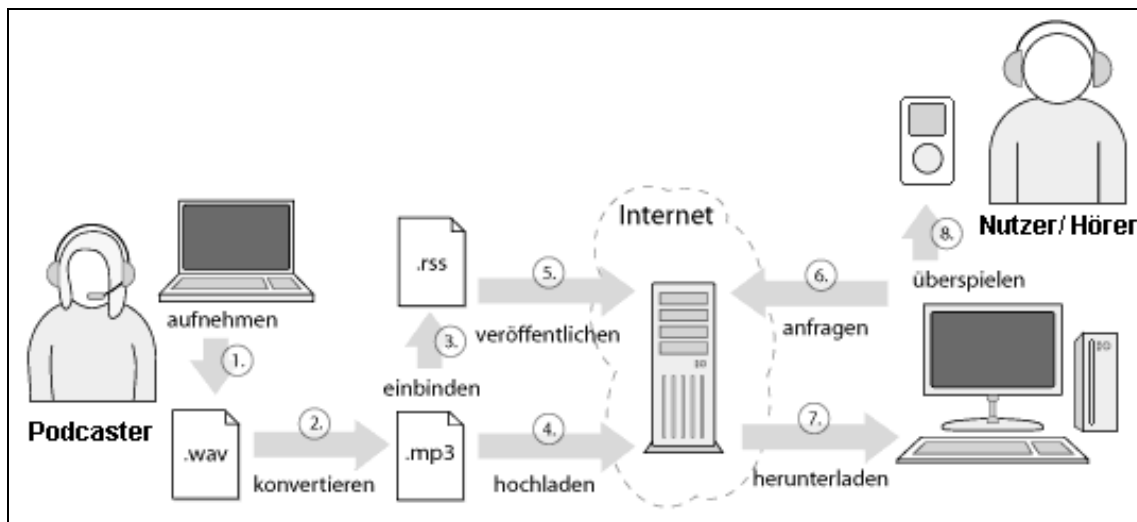 Internet
Nutzer/Hörer
8.
überspielen
.rss
5.
veröffentlichen
6.
anfragen
aufnehmen
1.
3.
einbinden
Podcaster
.wav
2.
konvertieren
.mp3
4.
hochladen
7.
herunterladen